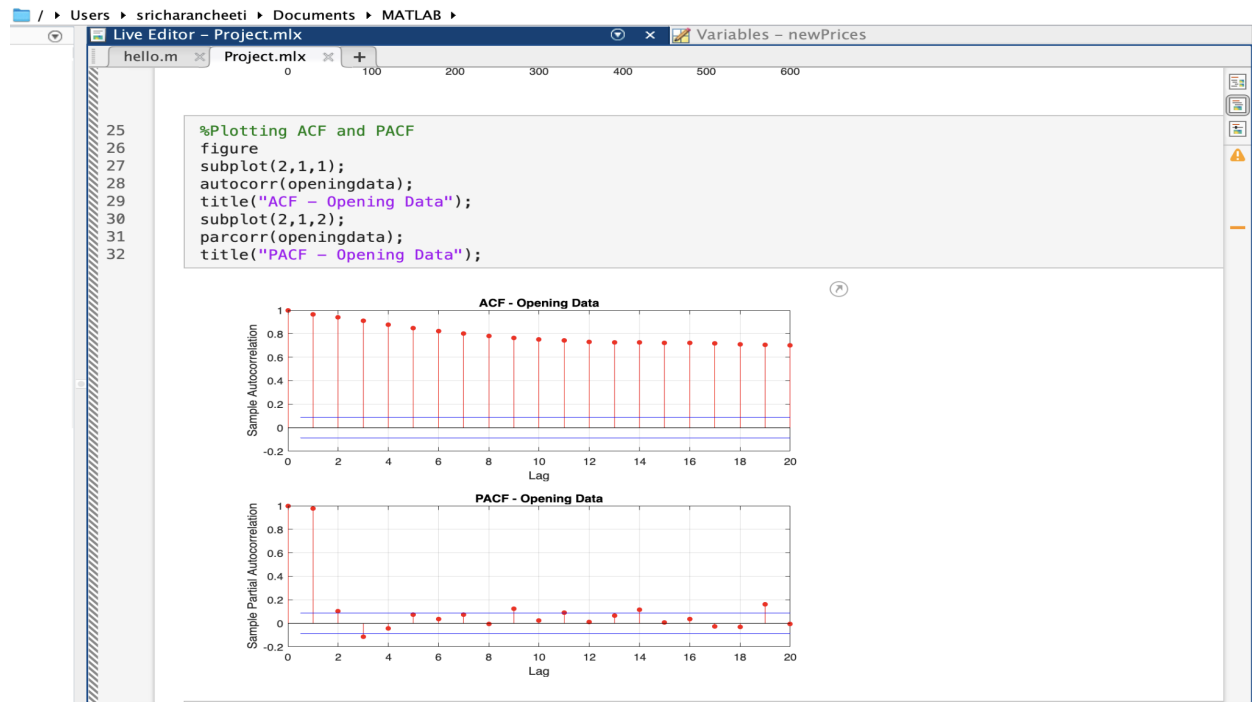 / ▸ Users ▸ sricharancheeti ▸ Documents ▸ MATLAB ▸
Live Editor – Project.mlx
Variables – newPrices
hello.m
Project.mlx
0 100 200 300 400 500 600
25 %Plotting ACF and PACF
26 figure
27 subplot(2,1,1);
28 autocorr(openingdata);
29 title("ACF – Opening Data");
30 subplot(2,1,2);
31 parcorr(openingdata);
32 title("PACF – Opening Data");
ACF - Opening Data
Sample Autocorrelation
1
0.8
0.6
0.4
0.2
0
-0.2
0 2 4 6 8 10 12 14 16 18 20
Lag
PACF - Opening Data
Sample Partial Autocorrelation
1
0.8
0.6
0.4
0.2
0
-0.2
0 2 4 6 8 10 12 14 16 18 20
Lag